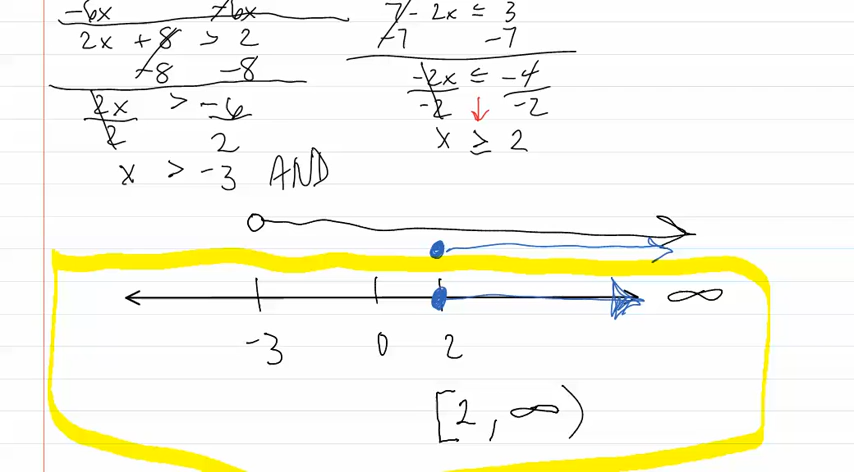 -6x -6x
2x + 8 > 2
-8 -8
2x > -6
2 2
x > -3 AND
7 - 2x ≤ 3
-7 -7
-2x ≤ -4
-2 -2
x ≥ 2
∞
-3 0 2
[2, ∞)